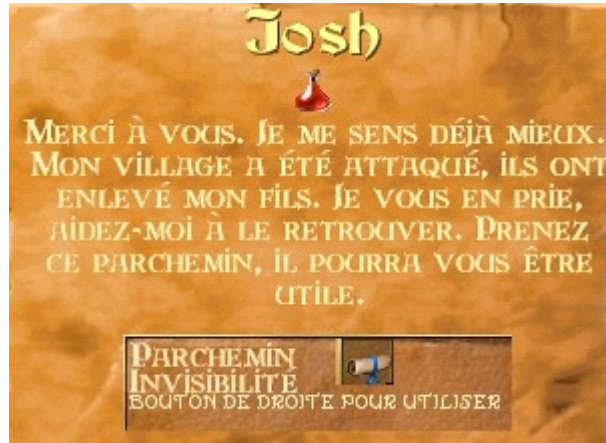 Josh
Merci à vous. Je me sens déjà mieux.
Mon village a été attaqué, ils ont
enlevé mon fils. Je vous en prie,
aidez-moi à le retrouver. Prenez
ce parchemin, il pourra vous être
utile.
Parchemin
Invisibilité
Bouton de droite pour utiliser